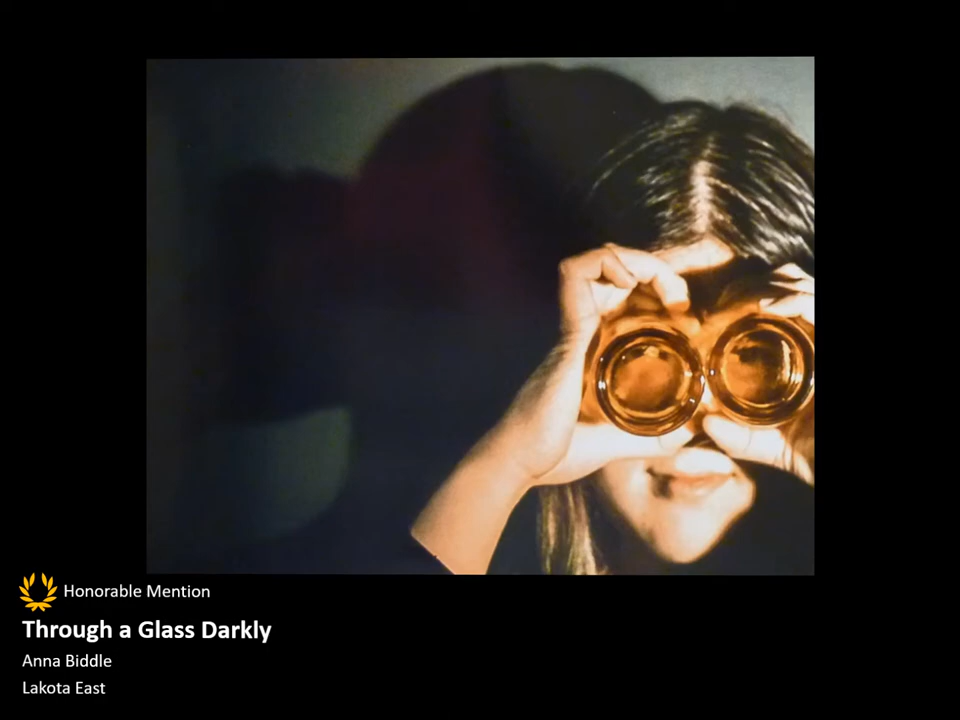 Honorable Mention
Through a Glass Darkly
Anna Biddle
Lakota East